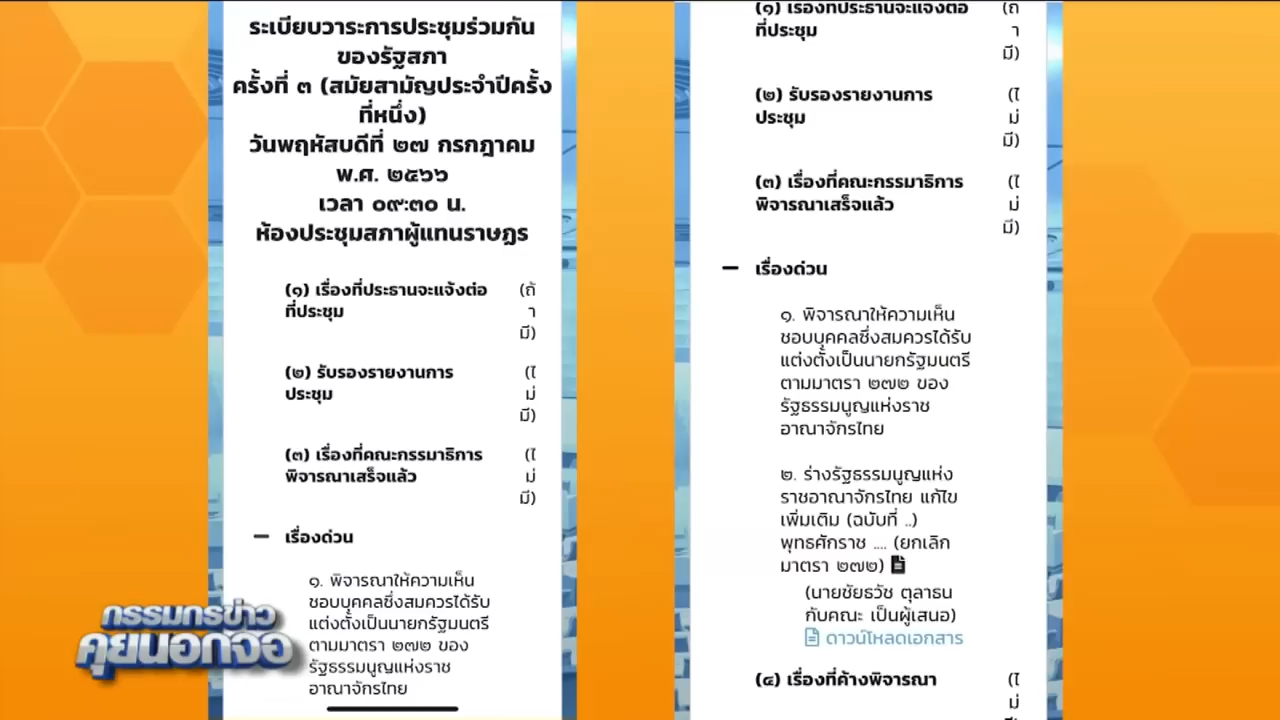 ระเบียบวาระการประชุมร่วมกัน
ของรัฐสภา
ครั้งที่ ๓ (สมัยสามัญประจำปีครั้ง
ที่หนึ่ง)
วันพฤหัสบดีที่ ๒๗ กรกฎาคม
พ.ศ. ๒๕๖๖
เวลา ๐๙:๓๐ น.
ห้องประชุมสภาผู้แทนราษฎร
(๑) เรื่องที่ประธานจะแจ้งต่อ (ถ้
ที่ประชุม า
มี)
(๒) รับรองรายงานการ (ไ
ประชุม ม่
มี)
(๓) เรื่องที่คณะกรรมาธิการ (ไ
พิจารณาเสร็จแล้ว ม่
มี)
เรื่องด่วน
๑. พิจารณาให้ความเห็น
ชอบบุคคลซึ่งสมควรได้รับ
แต่งตั้งเป็นนายกรัฐมนตรี
ตามมาตรา ๒๗๒ ของ
รัฐธรรมนูญแห่งราช
อาณาจักรไทย
กรรมกรข่าว
คุยนอกจอ
(๑) เรื่องที่ประธานจะแจ้งต่อ (ถ้
ที่ประชุม า
มี)
(๒) รับรองรายงานการ (ไ
ประชุม ม่
มี)
(๓) เรื่องที่คณะกรรมาธิการ (ไ
พิจารณาเสร็จแล้ว ม่
มี)
เรื่องด่วน
๑. พิจารณาให้ความเห็น
ชอบบุคคลซึ่งสมควรได้รับ
แต่งตั้งเป็นนายกรัฐมนตรี
ตามมาตรา ๒๗๒ ของ
รัฐธรรมนูญแห่งราช
อาณาจักรไทย
๒. ร่างรัฐธรรมนูญแห่ง
ราชอาณาจักรไทย แก้ไข
เพิ่มเติม (ฉบับที่ ..)
พุทธศักราช .... (ยกเลิก
มาตรา ๒๗๒)
(นายชัยธวัช ตุลาธน
กับคณะ เป็นผู้เสนอ)
ดาวน์โหลดเอกสาร
(๔) เรื่องที่ค้างพิจารณา (ไ
ม่